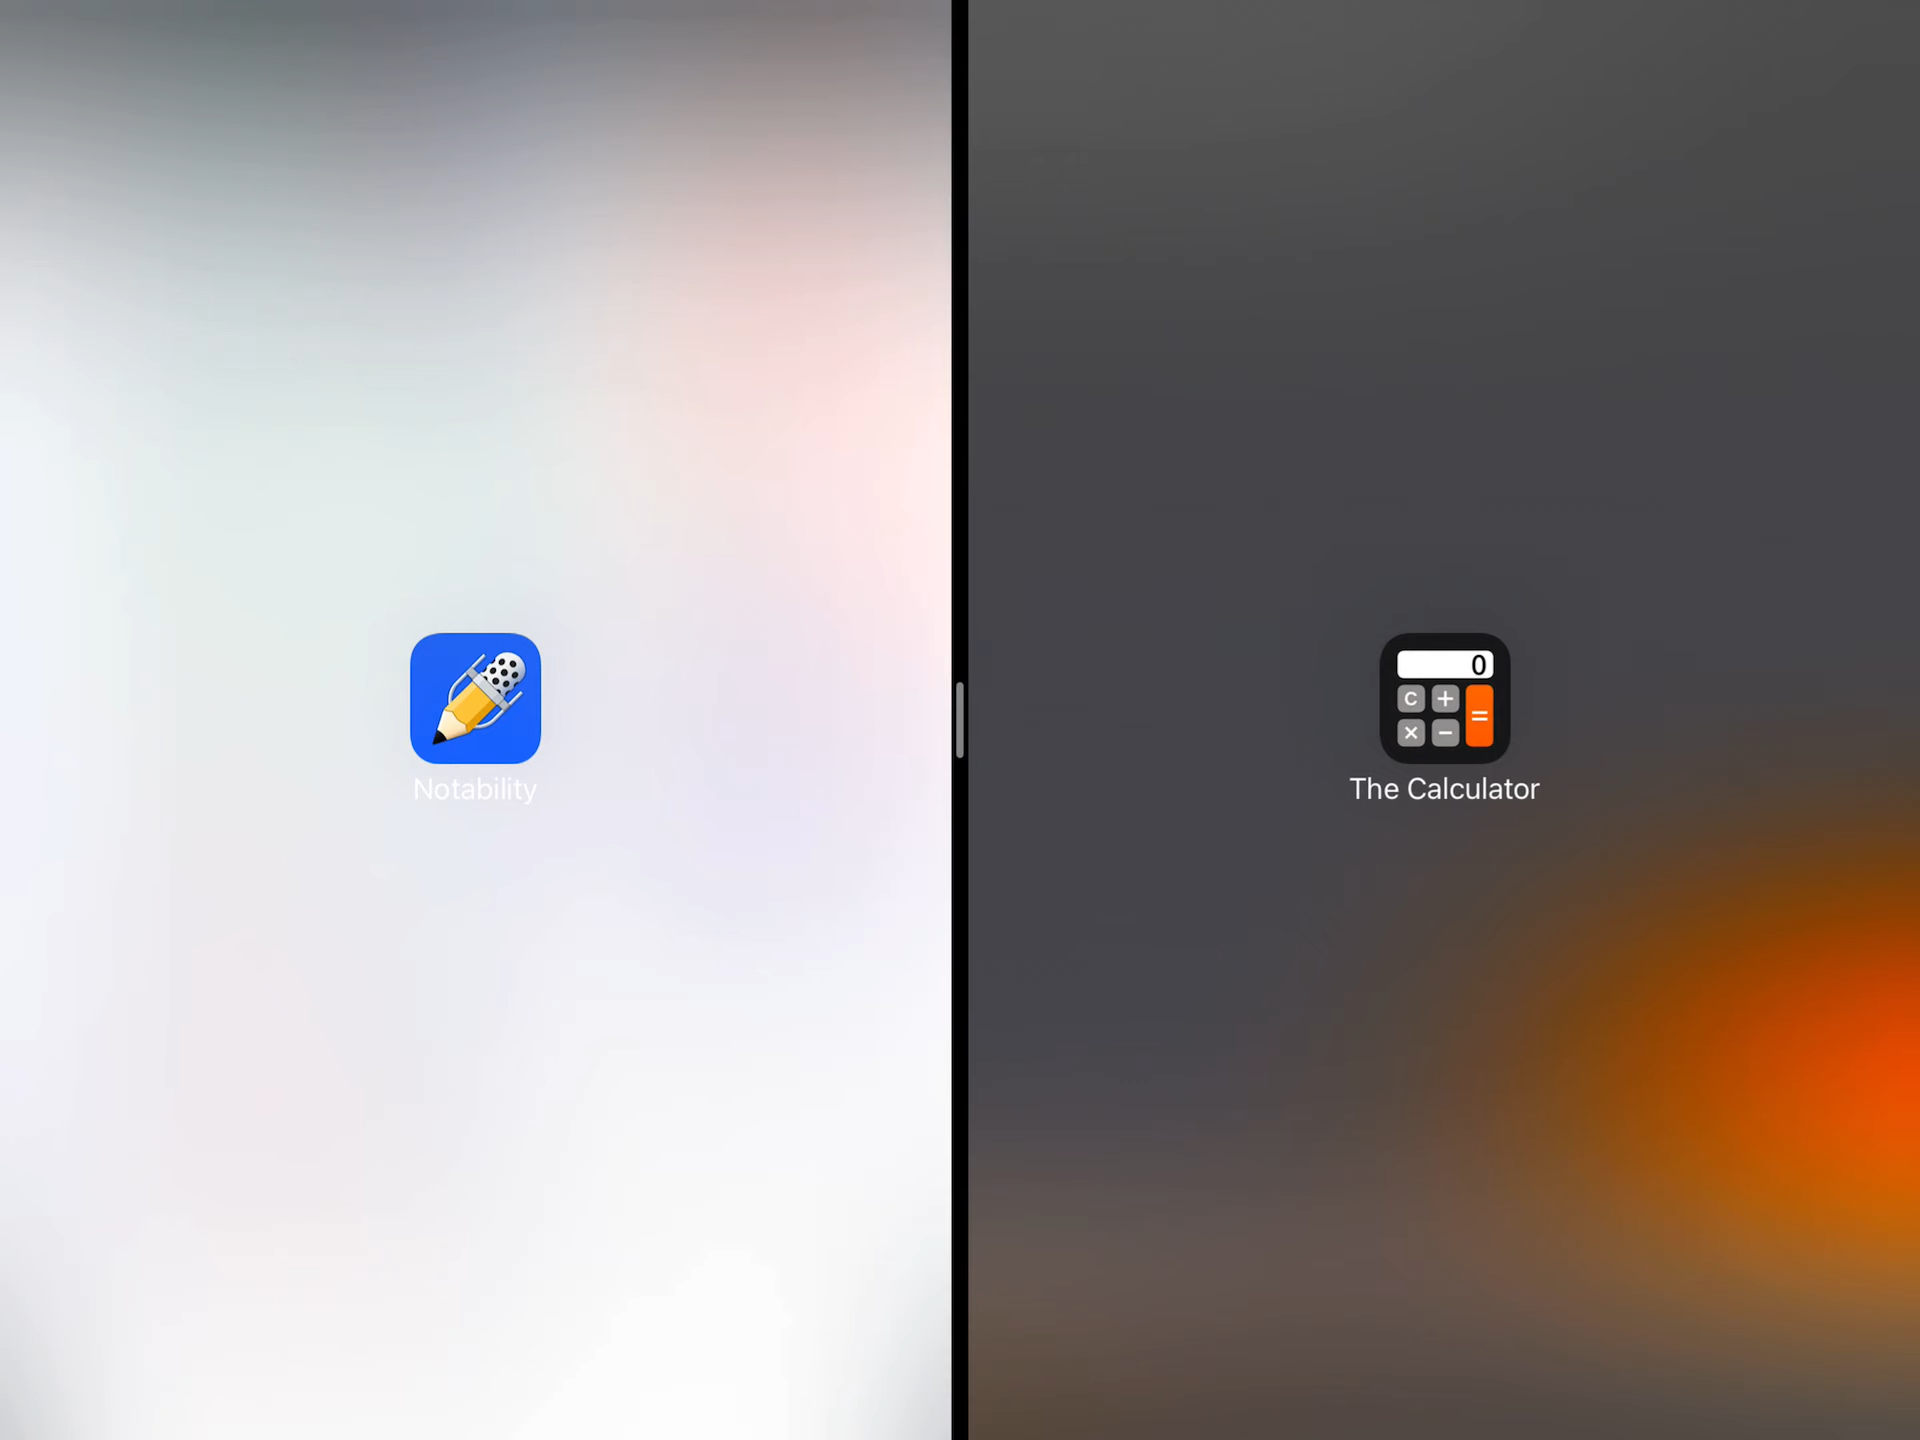 Notability
0
C +
× − =
The Calculator